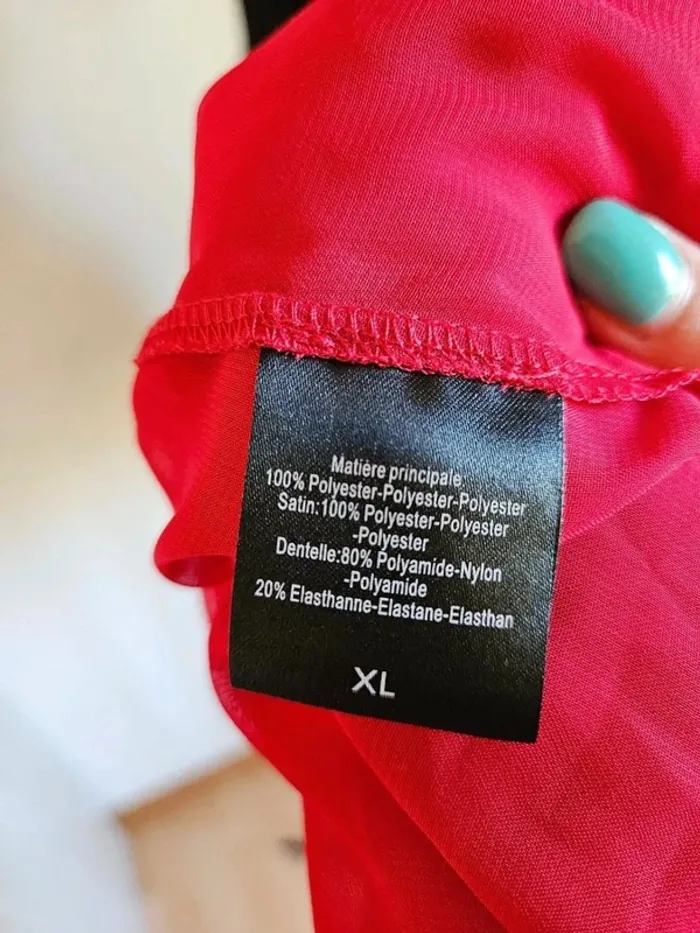 Matière principale
100% Polyester-Polyester-Polyester
Satin:100% Polyester-Polyester
-Polyester
Dentelle:80% Polyamide-Nylon
-Polyamide
20% Elasthanne-Elastane-Elasthan
XL